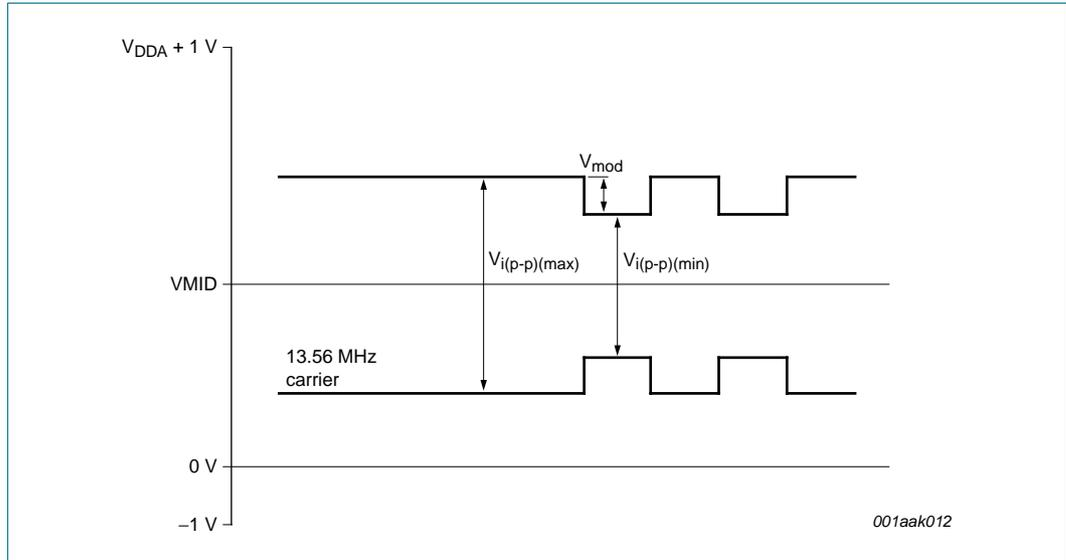 VDDA + 1 V
Vmod
Vi(p-p)(max)
Vi(p-p)(min)
VMID
13.56 MHz
carrier
0 V
−1 V
001aak012